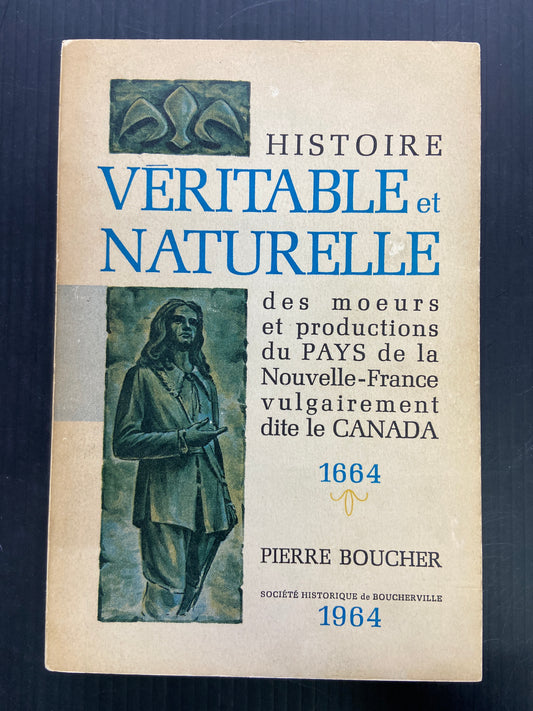 HISTOIRE
VÉRITABLE et
NATURELLE
des moeurs
et productions
du PAYS de la
Nouvelle-France
vulgairement
dite le CANADA
1664
PIERRE BOUCHER
SOCIÉTÉ HISTORIQUE de BOUCHERVILLE
1964